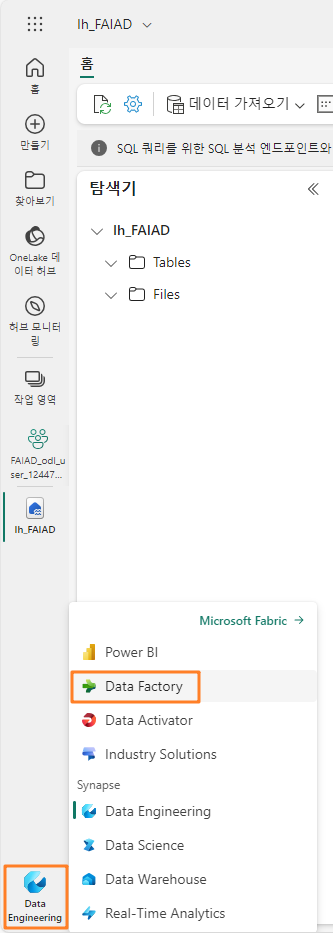 lh_FAIAD
홈
홈
만들기
찾아보기
OneLake 데
이터 허브
허브 모니터
링
작업 영역
FAIAD_odl_u
ser_12447...
lh_FAIAD
데이터 가져오기
SQL 쿼리를 위한 SQL 분석 엔드포인트와
탐색기
lh_FAIAD
Tables
Files
Microsoft Fabric
Power BI
Data Factory
Data Activator
Industry Solutions
Synapse
Data Engineering
Data Science
Data Warehouse
Real-Time Analytics
Data
Engineering